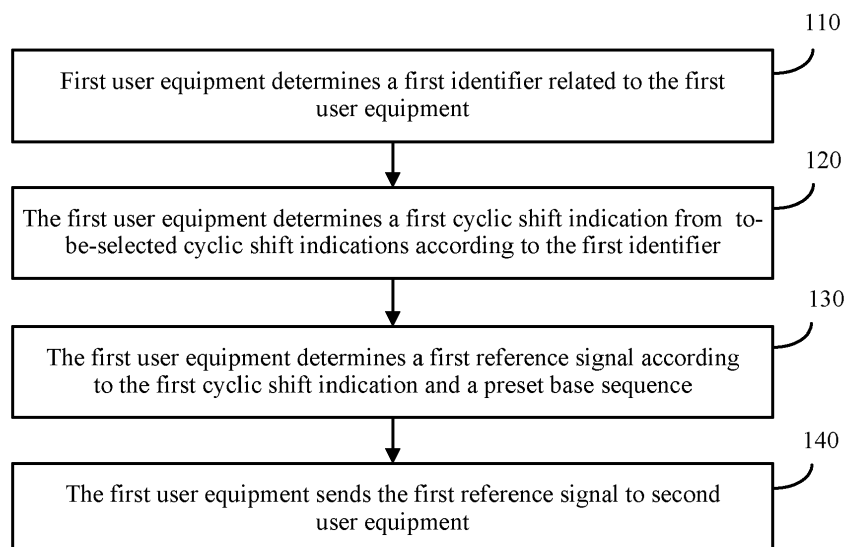 110
First user equipment determines a first identifier related to the first
user equipment
120
The first user equipment determines a first cyclic shift indication from to-
be-selected cyclic shift indications according to the first identifier
130
The first user equipment determines a first reference signal according
to the first cyclic shift indication and a preset base sequence
140
The first user equipment sends the first reference signal to second
user equipment